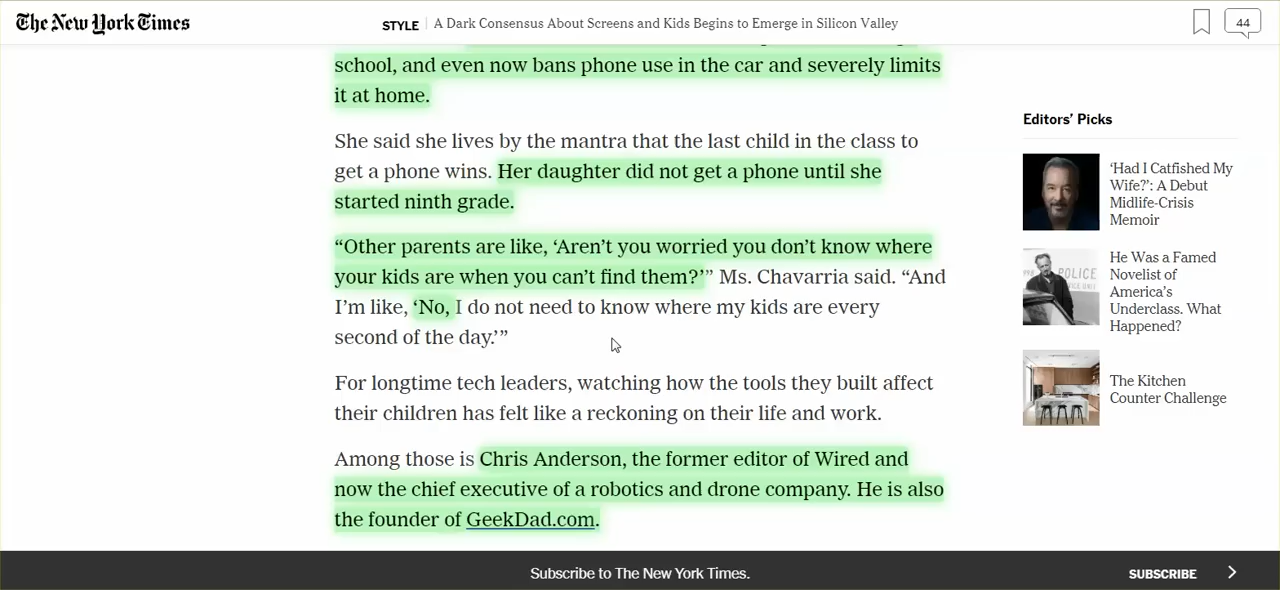 The New York Times
STYLE | A Dark Consensus About Screens and Kids Begins to Emerge in Silicon Valley
44
school, and even now bans phone use in the car and severely limits
it at home.
She said she lives by the mantra that the last child in the class to
get a phone wins. Her daughter did not get a phone until she
started ninth grade.
“Other parents are like, ‘Aren’t you worried you don’t know where
your kids are when you can’t find them?’” Ms. Chavarria said. “And
I’m like, ‘No, I do not need to know where my kids are every
second of the day.’”
For longtime tech leaders, watching how the tools they built affect
their children has felt like a reckoning on their life and work.
Among those is Chris Anderson, the former editor of Wired and
now the chief executive of a robotics and drone company. He is also
the founder of GeekDad.com.
Editors’ Picks
‘Had I Catfished My
Wife?’: A Debut
Midlife-Crisis
Memoir
POLICE
He Was a Famed
Novelist of
America’s
Underclass. What
Happened?
The Kitchen
Counter Challenge
Subscribe to The New York Times.
SUBSCRIBE